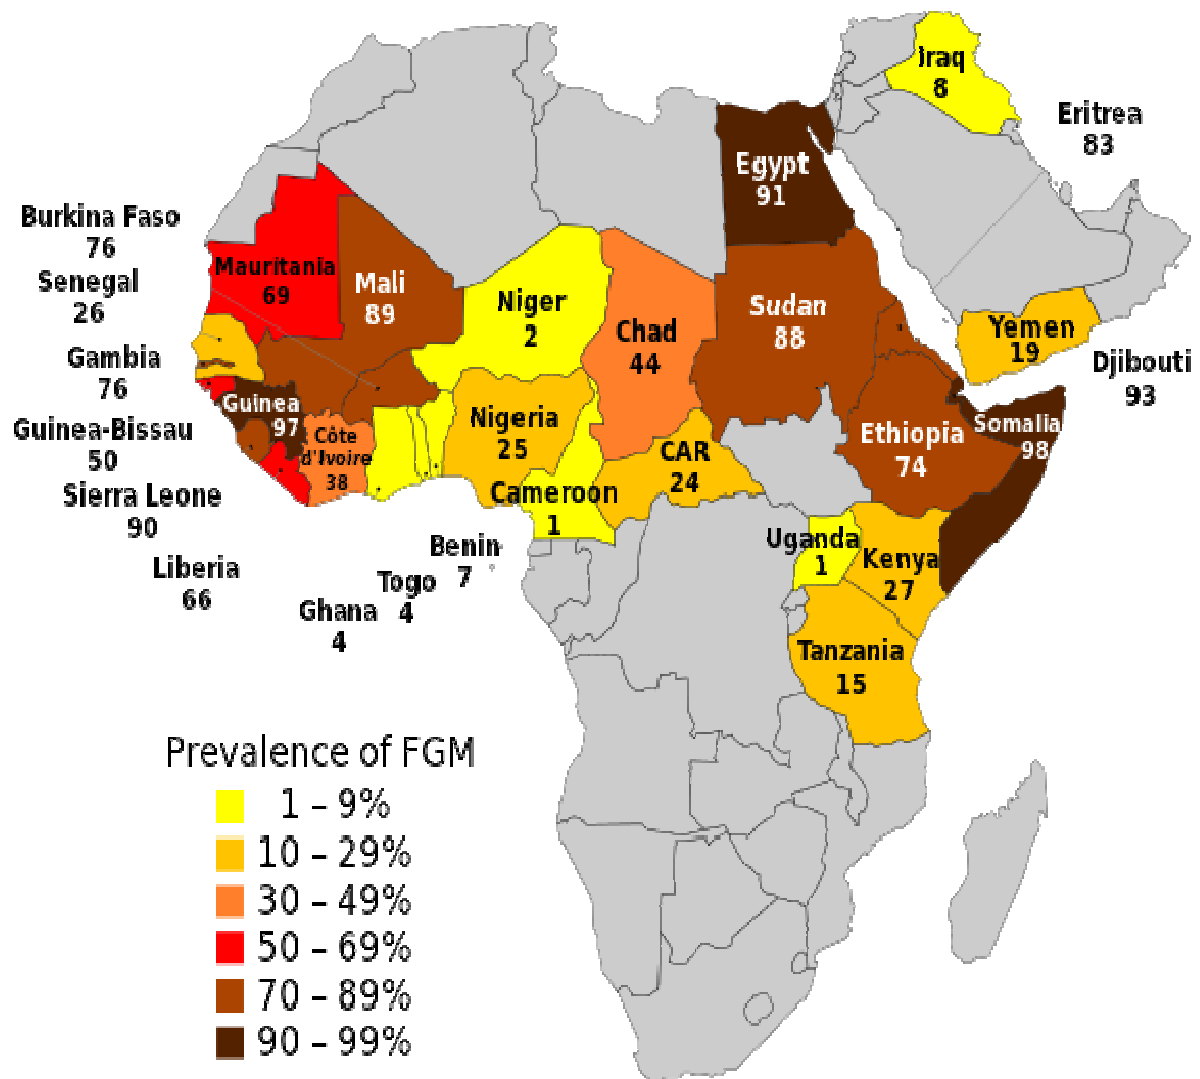 Iraq
8
Eritrea
83
Egypt
91
Burkina Faso
76
Senegal
26
Mauritania
69
Mali
89
Niger
2
Chad
44
Sudan
88
Yemen
19
Djibouti
93
Gambia
76
Guinea
97
Guinea-Bissau
50
Côte
d'Ivoire
38
Nigeria
25
CAR
24
Ethiopia
74
Somalia
98
Sierra Leone
90
Cameroon
1
Liberia
66
Benin
7
Togo
4
Ghana
4
Uganda
1
Kenya
27
Tanzania
15
Prevalence of FGM
1 – 9%
10 – 29%
30 – 49%
50 – 69%
70 – 89%
90 – 99%